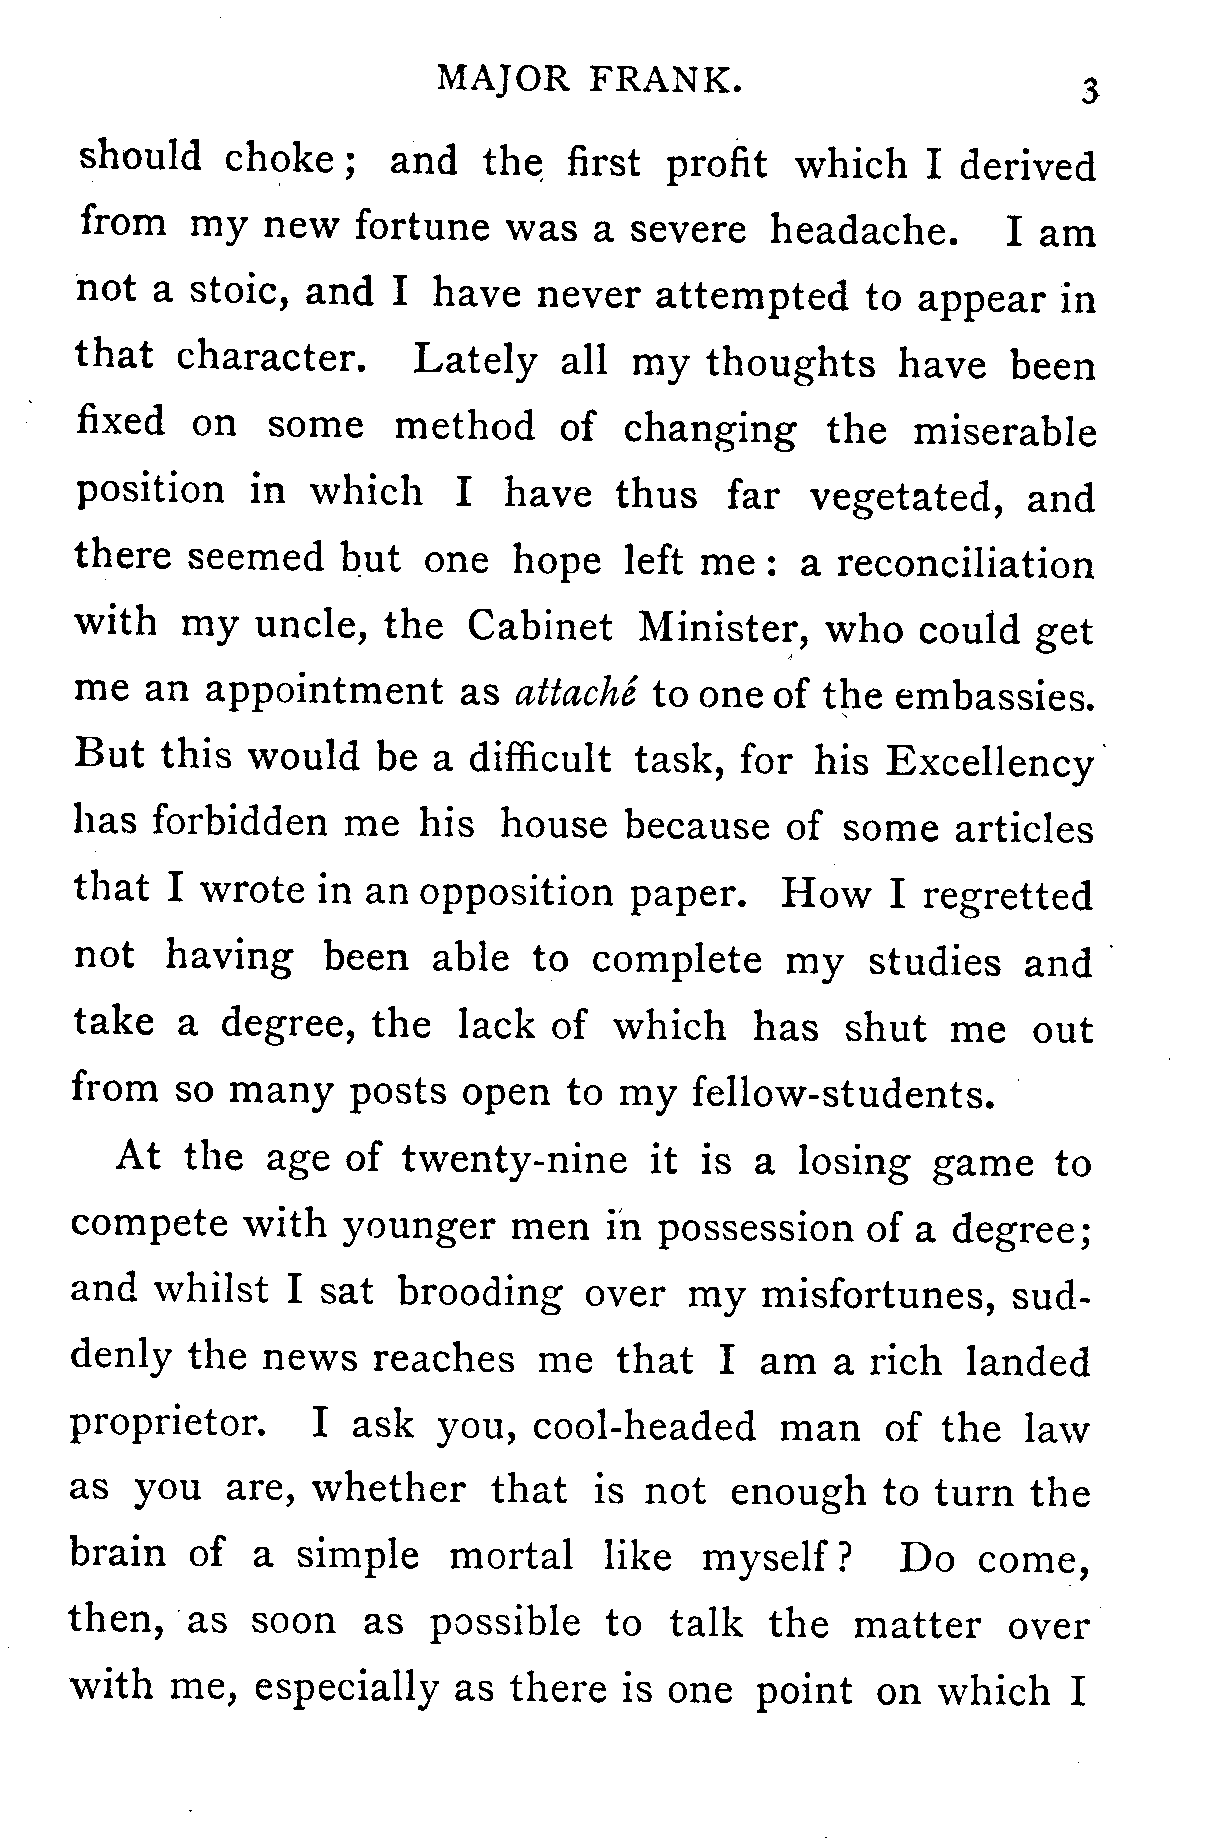 MAJOR FRANK. 3
should choke ; and the first profit which I derived
from my new fortune was a severe headache. I am
not a stoic, and I have never attempted to appear in
that character. Lately all my thoughts have been
fixed on some method of changing the miserable
position in which I have thus far vegetated, and
there seemed but one hope left me : a reconciliation
with my uncle, the Cabinet Minister, who could get
me an appointment as attaché to one of the embassies.
But this would be a difficult task, for his Excellency
has forbidden me his house because of some articles
that I wrote in an opposition paper. How I regretted
not having been able to complete my studies and
take a degree, the lack of which has shut me out
from so many posts open to my fellow-students.
At the age of twenty-nine it is a losing game to
compete with younger men in possession of a degree;
and whilst I sat brooding over my misfortunes, sud-
denly the news reaches me that I am a rich landed
proprietor. I ask you, cool-headed man of the law
as you are, whether that is not enough to turn the
brain of a simple mortal like myself ? Do come,
then, as soon as possible to talk the matter over
with me, especially as there is one point on which I